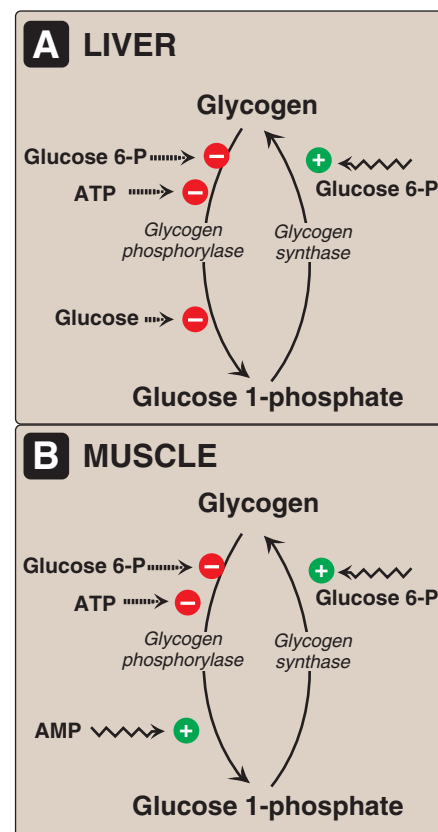 A LIVER
Glycogen
Glucose 6-P
ATP
Glucose 6-P
Glycogen
phosphorylase
Glycogen
synthase
Glucose
Glucose 1-phosphate
B MUSCLE
Glycogen
Glucose 6-P
ATP
Glucose 6-P
Glycogen
phosphorylase
Glycogen
synthase
AMP
Glucose 1-phosphate